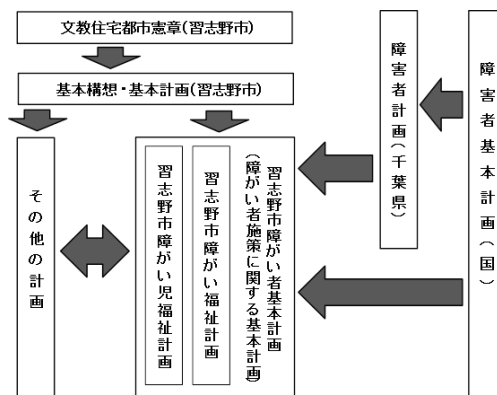 文教住宅都市憲章(習志野市)
基本構想・基本計画(習志野市)
その他の計画
習志野市障がい児福祉計画
習志野市障がい福祉計画
習志野市障がい者基本計画
(障がい者施策に関する基本計画)
障害者計画(千葉県)
障害者基本計画(国)